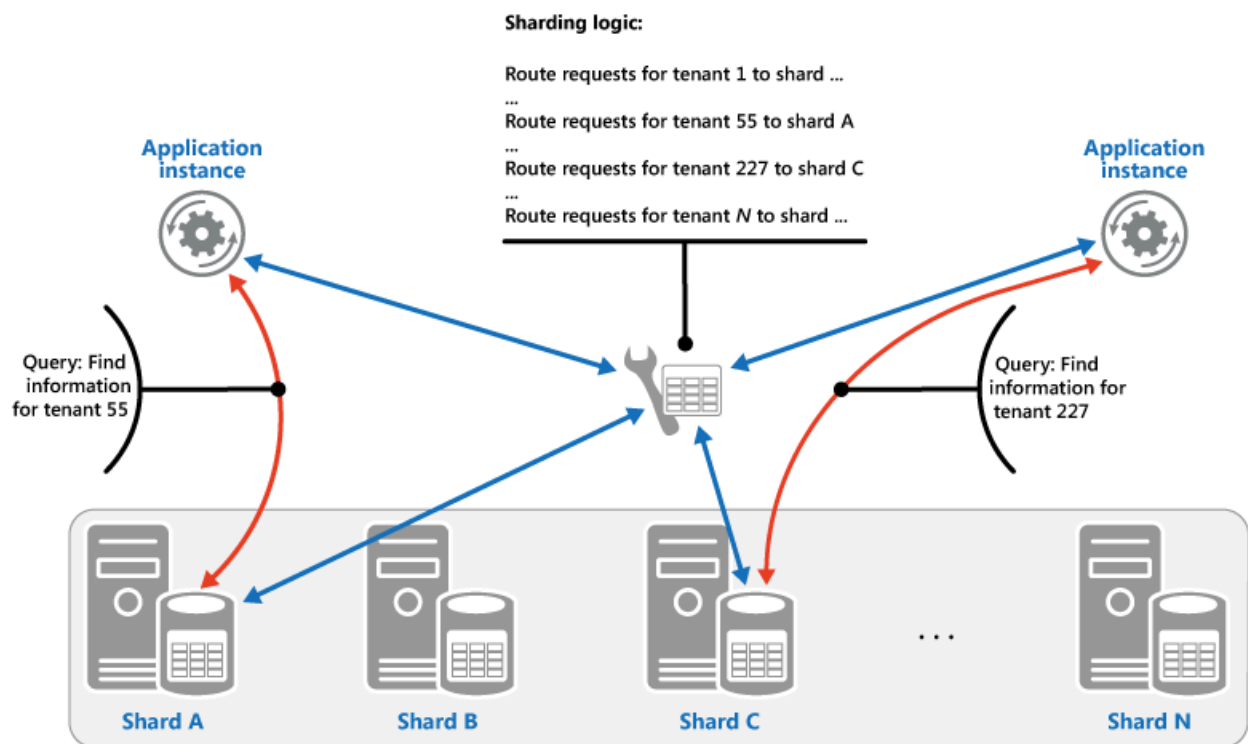 Sharding logic:
Route requests for tenant 1 to shard ...
...
Route requests for tenant 55 to shard A
...
Route requests for tenant 227 to shard C
...
Route requests for tenant N to shard ...
Application
instance
Application
instance
Query: Find
information
for tenant 55
Query: Find
information for
tenant 227
...
Shard A
Shard B
Shard C
Shard N